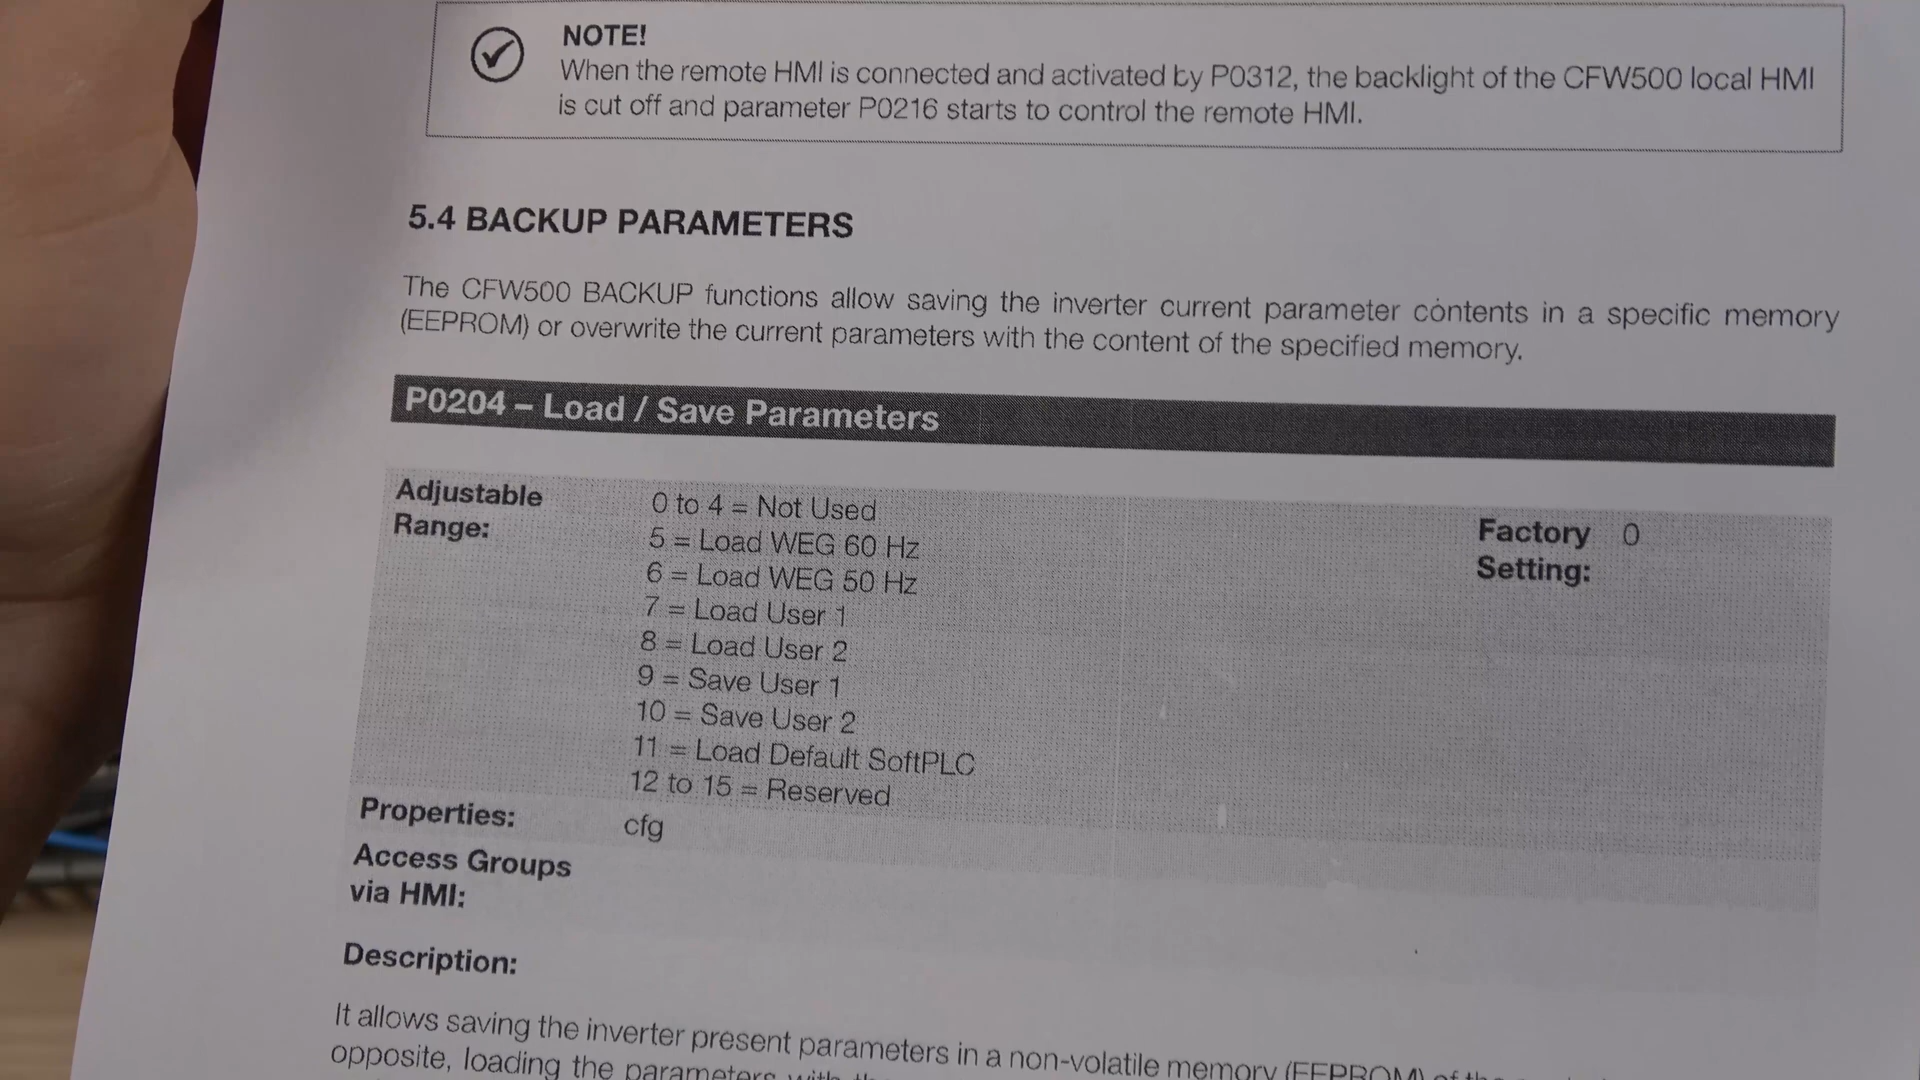 NOTE!
When the remote HMI is connected and activated by P0312, the backlight of the CFW500 local HMI
is cut off and parameter P0216 starts to control the remote HMI.
5.4 BACKUP PARAMETERS
The CFW500 BACKUP functions allow saving the inverter current parameter contents in a specific memory
(EEPROM) or overwrite the current parameters with the content of the specified memory.
P0204 – Load / Save Parameters
Adjustable
Range:
0 to 4 = Not Used
5 = Load WEG 60 Hz
6 = Load WEG 50 Hz
7 = Load User 1
8 = Load User 2
9 = Save User 1
10 = Save User 2
11 = Load Default SoftPLC
12 to 15 = Reserved
Factory 0
Setting:
Properties: cfg
Access Groups
via HMI:
Description:
It allows saving the inverter present parameters in a non-volatile memory (EEPROM) of
opposite, loading the parameters with